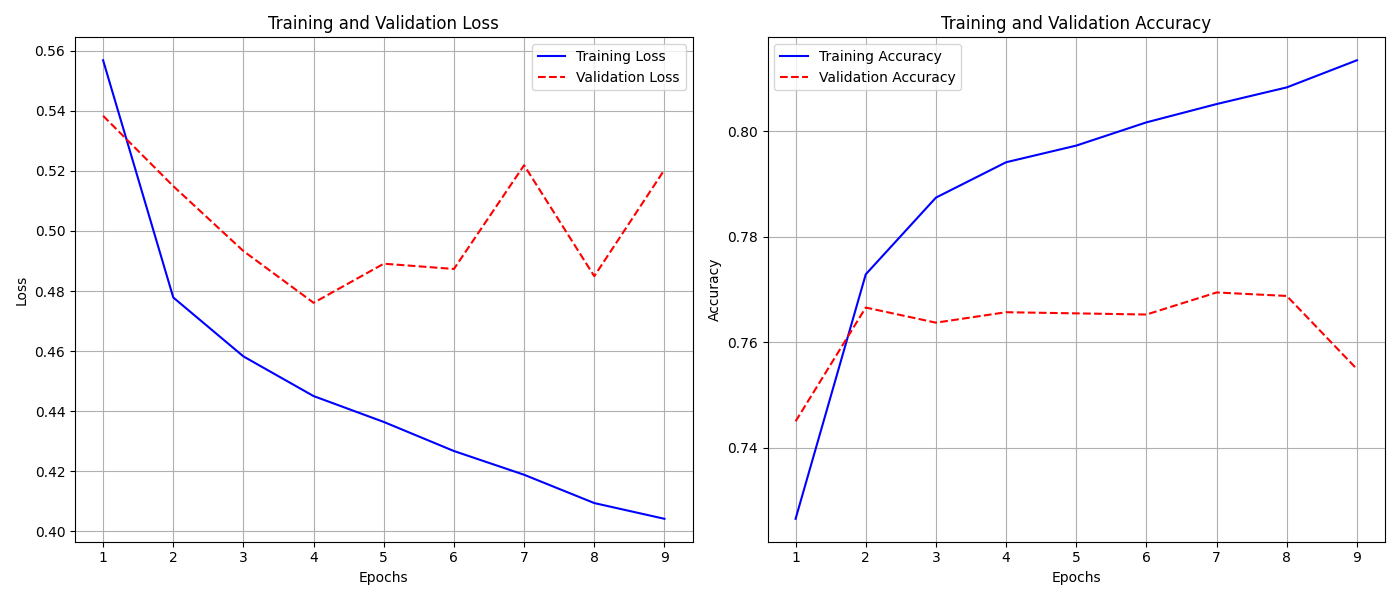 Training and Validation Loss
Training Loss
Validation Loss
0.56
0.54
0.52
0.50
0.48
0.46
0.44
0.42
0.40
Loss
1 2 3 4 5 6 7 8 9
Epochs
Training and Validation Accuracy
Training Accuracy
Validation Accuracy
0.80
0.78
0.76
0.74
Accuracy
1 2 3 4 5 6 7 8 9
Epochs